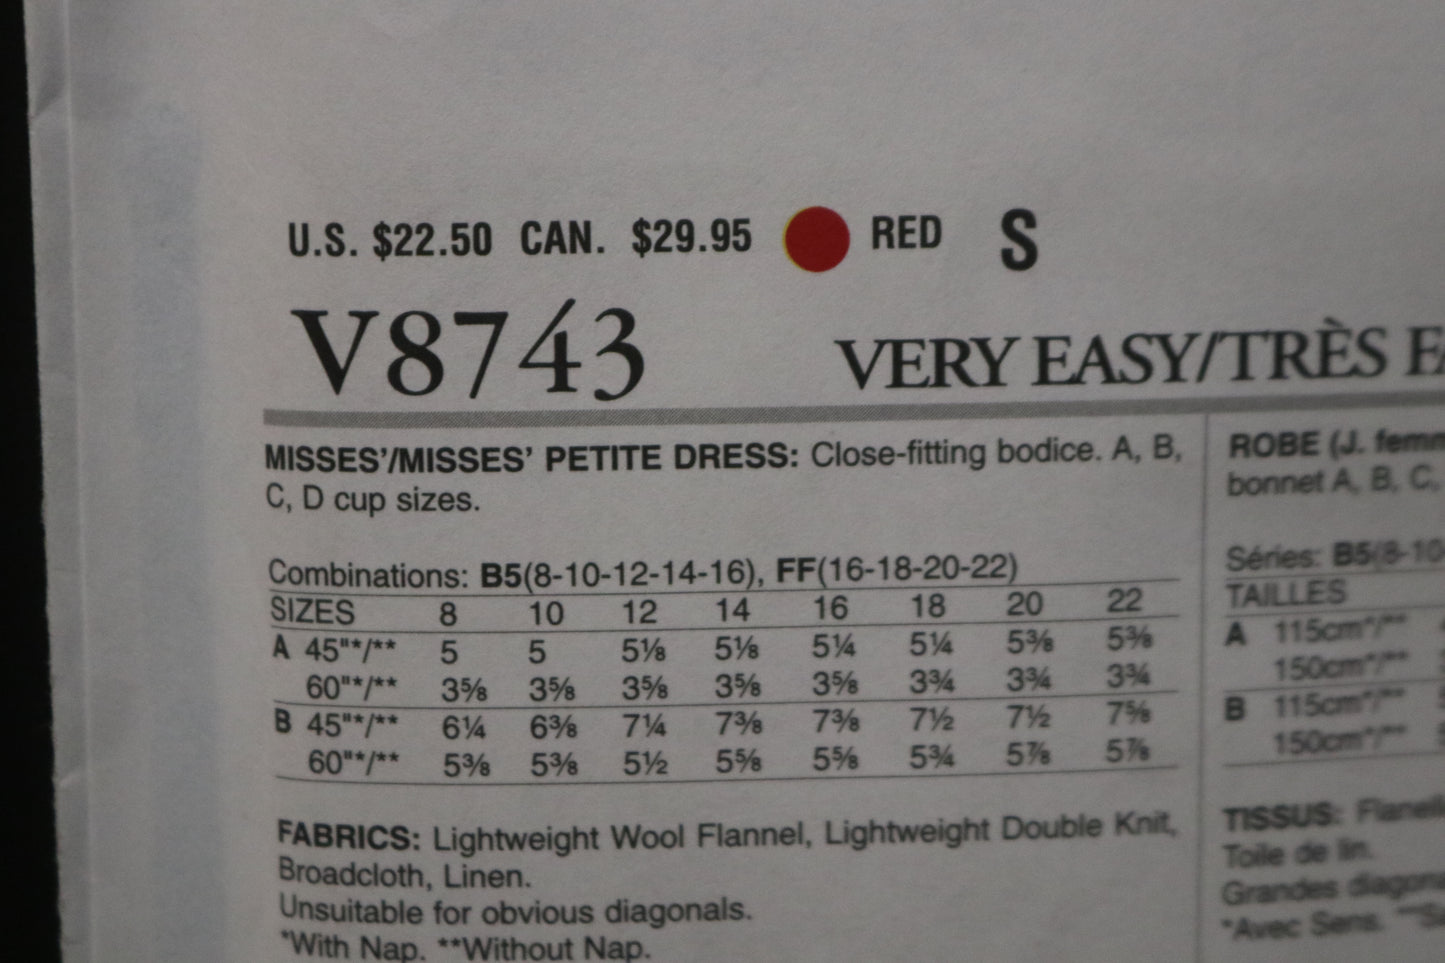 U.S. $22.50 CAN. $29.95 RED S
V8743 VERY EASY/TRÈS
MISSES'/MISSES' PETITE DRESS: Close-fitting bodice. A, B,
C, D cup sizes.
Combinations: B5(8-10-12-14-16), FF(16-18-20-22)
SIZES 8 10 12 14 16 18 20 22
A 45"*/** 5 5 5⅛ 5⅛ 5¼ 5¼ 5⅜ 5⅜
60"*/** 3⅝ 3⅝ 3⅝ 3⅝ 3⅝ 3¾ 3¾ 3¾
B 45"*/** 6¼ 6⅜ 7¼ 7⅜ 7⅜ 7½ 7½ 7⅝
60"*/** 5⅜ 5⅜ 5½ 5⅝ 5⅝ 5¾ 5⅞ 5⅞
FABRICS: Lightweight Wool Flannel, Lightweight Double Knit,
Broadcloth, Linen.
Unsuitable for obvious diagonals.
*With Nap. **Without Nap.
ROBE (J.
bonnet A, B, C,
Séries: B5(8-10
TAILLES
A 115cm*/**
150cm*/**
B 115cm*/**
150cm*/**
TISSUS:
Toile de lin.
Grandes
*Avec Sens.